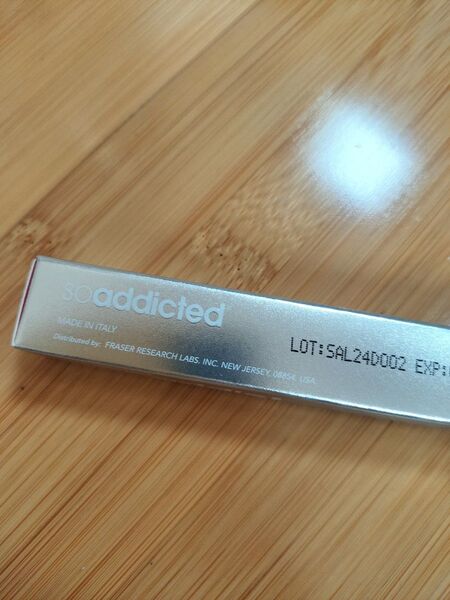 soaddicted
MADE IN ITALY
Distributed by: FRASER RESEARCH LABS. INC. NEW JERSEY, 08854, USA
LOT:SAL24D002 EXP: